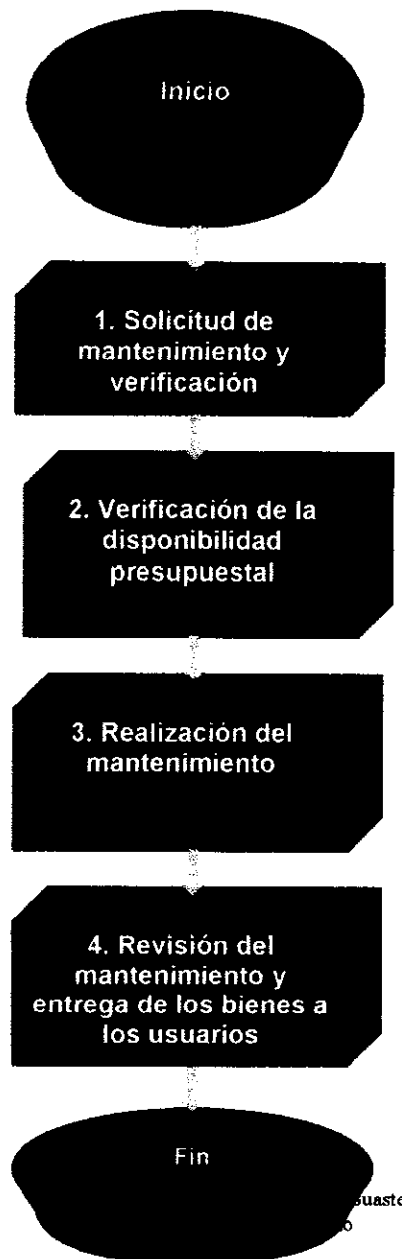 Inicio
1. Solicitud de
mantenimiento y
verificación
2. Verificación de la
disponibilidad
presupuestal
3. Realización del
mantenimiento
4. Revisión del
mantenimiento y
entrega de los bienes a
los usuarios
Fin